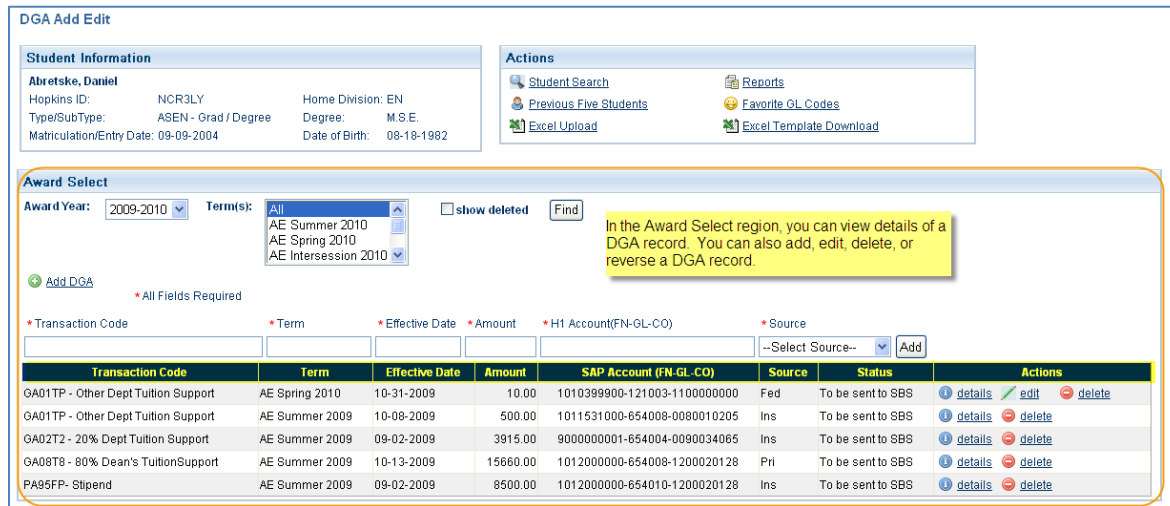 DGA Add Edit
Student Information
Abretske, Daniel
Hopkins ID: NCR3LY Home Division: EN
Type/SubType: ASEN - Grad / Degree Degree: M.S.E.
Matriculation/Entry Date: 09-09-2004 Date of Birth: 08-18-1982
Actions
Student Search Reports
Previous Five Students Favorite GL Codes
Excel Upload Excel Template Download
Award Select
Award Year: 2009-2010 Term(s): All
AE Summer 2010
AE Spring 2010
AE Intersession 2010
show deleted Find
In the Award Select region, you can view details of a
DGA record. You can also add, edit, delete, or
reverse a DGA record.
Add DGA
* All Fields Required
* Transaction Code * Term * Effective Date * Amount * H1 Account(FN-GL-CO) * Source
--Select Source-- Add
Transaction Code Term Effective Date Amount SAP Account (FN-GL-CO) Source Status Actions
GA01TP - Other Dept Tuition Support AE Spring 2010 10-31-2009 10.00 1010399900-121003-1100000000 Fed To be sent to SBS details edit delete
GA01TP - Other Dept Tuition Support AE Summer 2009 10-08-2009 500.00 1011531000-654008-0080010205 Ins To be sent to SBS details delete
GA02T2 - 20% Dept Tuition Support AE Summer 2009 09-02-2009 3915.00 9000000001-654004-0090034065 Ins To be sent to SBS details delete
GA08T8 - 80% Dean's TuitionSupport AE Summer 2009 10-13-2009 15660.00 1012000000-654008-1200020128 Pri To be sent to SBS details delete
PA95FP- Stipend AE Summer 2009 09-02-2009 8500.00 1012000000-654010-1200020128 Ins To be sent to SBS details delete